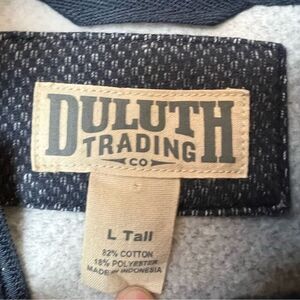 DULUTH
TRADING
CO
L Tall
82% COTTON
18% POLYESTER
MADE IN INDONESIA